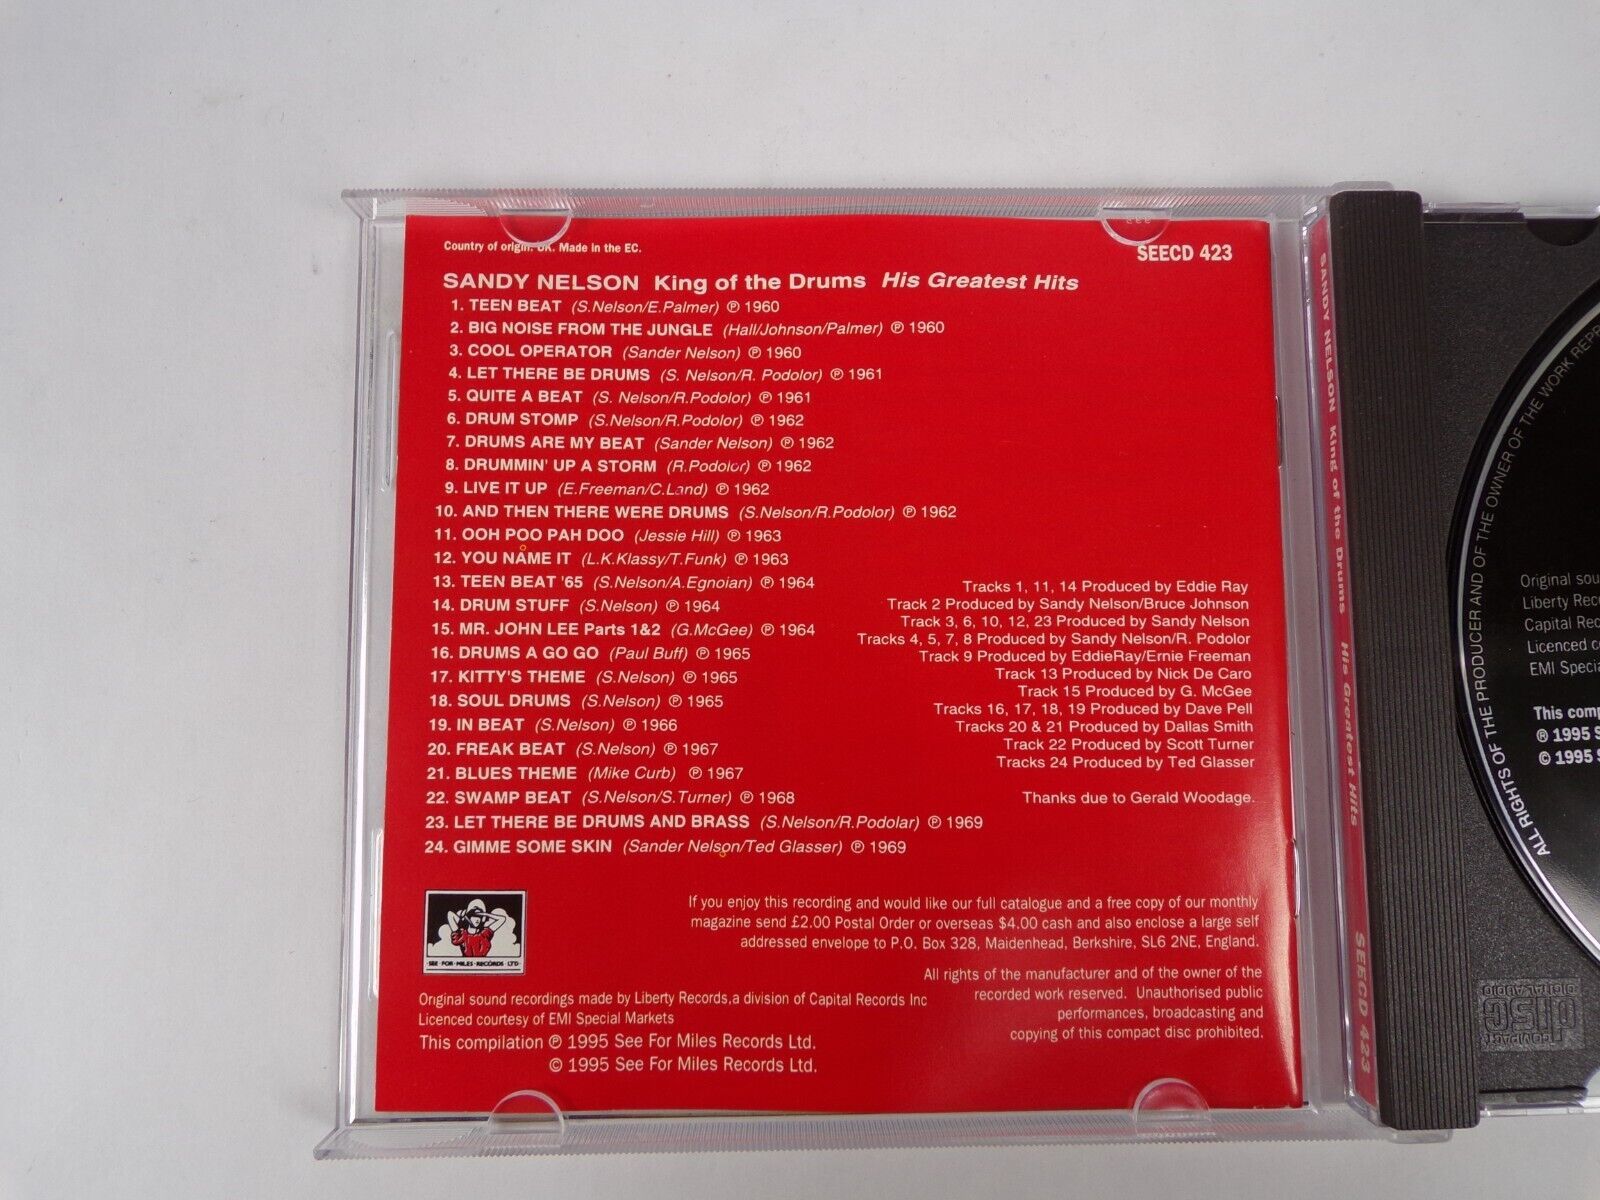 Country of origin: UK. Made in the EC.
SEECD 423
SANDY NELSON King of the Drums His Greatest Hits
1. TEEN BEAT (S.Nelson/E.Palmer) ℗ 1960
2. BIG NOISE FROM THE JUNGLE (Hall/Johnson/Palmer) ℗ 1960
3. COOL OPERATOR (Sander Nelson) ℗ 1960
4. LET THERE BE DRUMS (S. Nelson/R. Podolor) ℗ 1961
5. QUITE A BEAT (S. Nelson/R.Podolor) ℗ 1961
6. DRUM STOMP (S.Nelson/R.Podolor) ℗ 1962
7. DRUMS ARE MY BEAT (Sander Nelson) ℗ 1962
8. DRUMMIN' UP A STORM (R.Podolor) ℗ 1962
9. LIVE IT UP (E.Freeman/C.Land) ℗ 1962
10. AND THEN THERE WERE DRUMS (S.Nelson/R.Podolor) ℗ 1962
11. OOH POO PAH DOO (Jessie Hill) ℗ 1963
12. YOU NAME IT (L.K.Klassy/T.Funk) ℗ 1963
13. TEEN BEAT '65 (S.Nelson/A.Egnoian) ℗ 1964
14. DRUM STUFF (S.Nelson) ℗ 1964
15. MR. JOHN LEE Parts 1&2 (G.McGee) ℗ 1964
16. DRUMS A GO GO (Paul Buff) ℗ 1965
17. KITTY'S THEME (S.Nelson) ℗ 1965
18. SOUL DRUMS (S.Nelson) ℗ 1965
19. IN BEAT (S.Nelson) ℗ 1966
20. FREAK BEAT (S.Nelson) ℗ 1967
21. BLUES THEME (Mike Curb) ℗ 1967
22. SWAMP BEAT (S.Nelson/S.Turner) ℗ 1968
23. LET THERE BE DRUMS AND BRASS (S.Nelson/R.Podolar) ℗ 1969
24. GIMME SOME SKIN (Sander Nelson/Ted Glasser) ℗ 1969
Tracks 1, 11, 14 Produced by Eddie Ray
Track 2 Produced by Sandy Nelson/Bruce Johnson
Track 3, 6, 10, 12, 23 Produced by Sandy Nelson
Tracks 4, 5, 7, 8 Produced by Sandy Nelson/R. Podolor
Track 9 Produced by EddieRay/Ernie Freeman
Track 13 Produced by Nick De Caro
Track 15 Produced by G. McGee
Tracks 16, 17, 18, 19 Produced by Dave Pell
Tracks 20 & 21 Produced by Dallas Smith
Track 22 Produced by Scott Turner
Tracks 24 Produced by Ted Glasser
Thanks due to Gerald Woodage.
If you enjoy this recording and would like our full catalogue and a free copy of our monthly
magazine send £2.00 Postal Order or overseas $4.00 cash and also enclose a large self
addressed envelope to P.O. Box 328, Maidenhead, Berkshire, SL6 2NE, England.
SEE·FOR·MILES·RECORDS LTD
All rights of the manufacturer and of the owner of the
recorded work reserved. Unauthorised public
performances, broadcasting and
copying of this compact disc prohibited.
Original sound recordings made by Liberty Records,a division of Capital Records Inc
Licenced courtesy of EMI Special Markets
This compilation ℗ 1995 See For Miles Records Ltd.
© 1995 See For Miles Records Ltd.
SANDY NELSON King of the Drums His Greatest Hits SEECD 423
ALL RIGHTS OF THE PRODUCER AND OF THE OWNER OF THE WORK
Original
Liberty
Capital
Licenced
EMI
This
℗ 1995
© 1995
COMPACT
disc
DIGITAL AUDIO